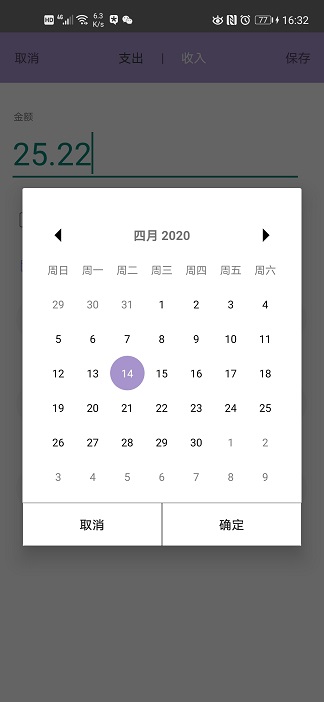 HD 4G 6.3 K/s 77 16:32
取消 支出 | 收入 保存
金额
25.22
四月 2020
周日 周一 周二 周三 周四 周五 周六
29 30 31 1 2 3 4
5 6 7 8 9 10 11
12 13 14 15 16 17 18
19 20 21 22 23 24 25
26 27 28 29 30 1 2
3 4 5 6 7 8 9
取消 确定